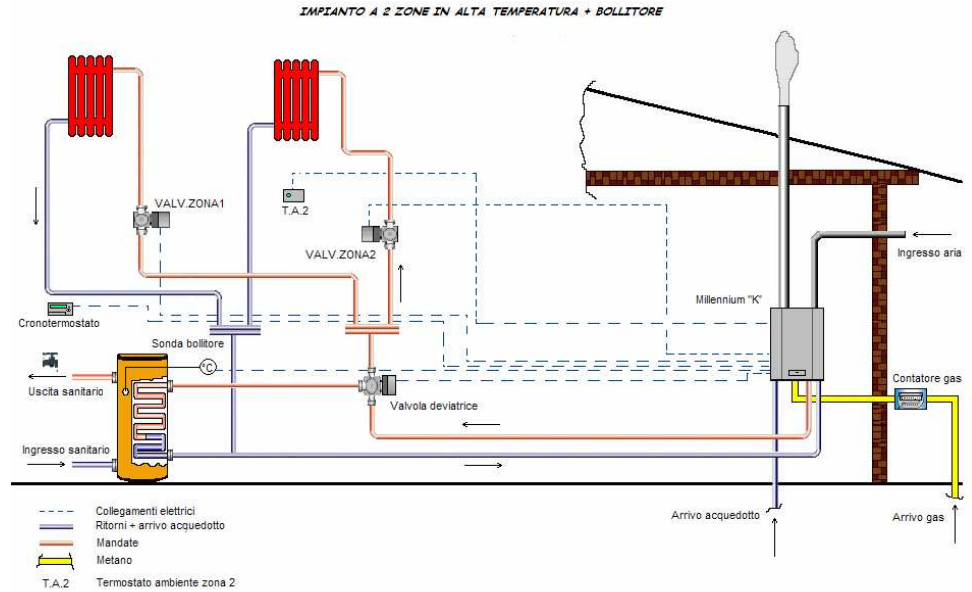 IMPIANTO A 2 ZONE IN ALTA TEMPERATURA + BOLLITORE
VALV.ZONA1
T.A.2
VALV.ZONA2
Ingresso aria
Millennium "K"
Cronotermostato
Sonda bollitore
°C
Uscita sanitario
Valvola deviatrice
Contatore gas
Ingresso sanitario
Collegamenti elettrici
Ritorni + arrivo acquedotto
Mandate
Metano
T.A.2 Termostato ambiente zona 2
Arrivo acquedotto
Arrivo gas